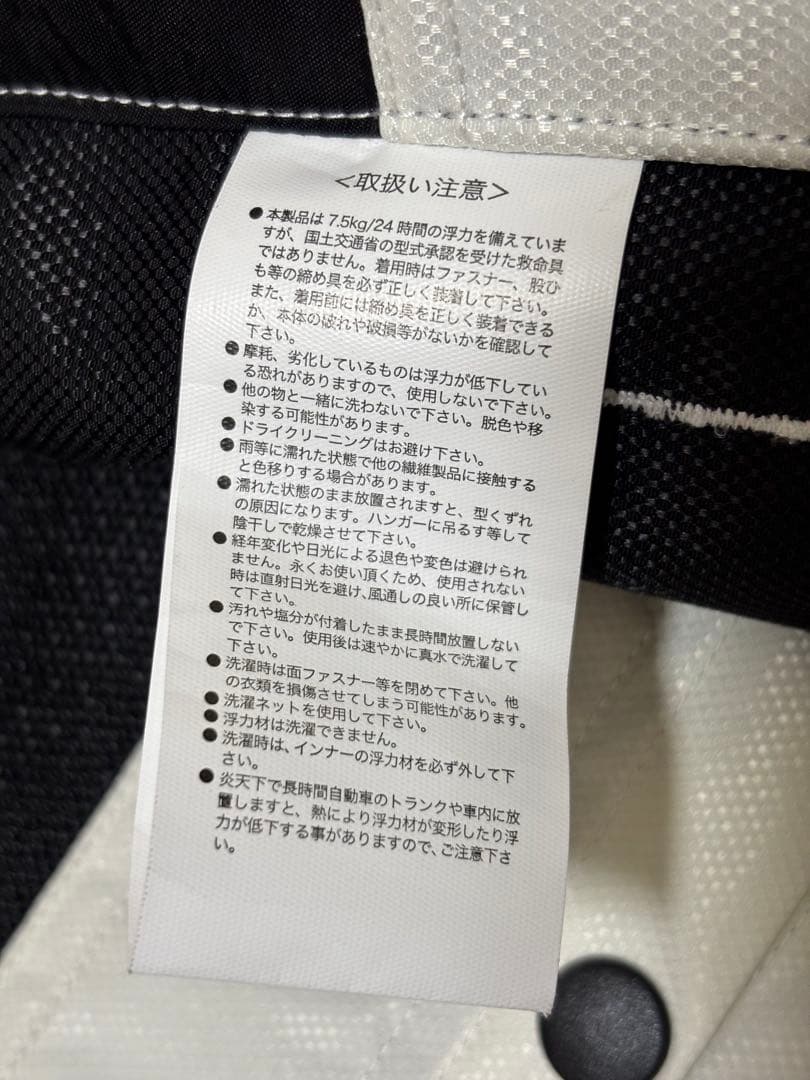 <取扱い注意>
●本製品は7.5kg/24時間の浮力を備えていま
すが、国土交通省の型式承認を受けた救命具
ではありません。着用時はファスナー、股ひ
も等の締め具を必ず正しく装着して下さい。
また、着用前には締め具を正しく装着できる
か、本体の破れや破損等がないかを確認して
下さい。
●摩耗、劣化しているものは浮力が低下してい
る恐れがありますので、使用しないで下さい。
●他の物と一緒に洗わないで下さい。脱色や移
染する可能性があります。
●ドライクリーニングはお避け下さい。
●雨等に濡れた状態で他の繊維製品に接触する
と色移りする場合があります。
●濡れた状態のまま放置されますと、型くずれ
の原因になります。ハンガーに吊るす等して
陰干しで乾燥させて下さい。
●経年変化や日光による退色や変色は避けられ
ません。永くお使い頂くため、使用されない
時は直射日光を避け、風通しの良い所に保管し
て下さい。
●汚れや塩分が付着したまま長時間放置しない
で下さい。使用後は速やかに真水で洗濯して
下さい。
●洗濯時は面ファスナー等を閉めて下さい。他
の衣類を損傷させてしまう可能性があります。
●洗濯ネットを使用して下さい。
●浮力材は洗濯できません。
●洗濯時は、インナーの浮力材を必ず外して下
さい。
●炎天下で長時間自動車のトランクや車内に放
置しますと、熱により浮力材が変形したり浮
力が低下する事がありますので、ご注意下さ
い。